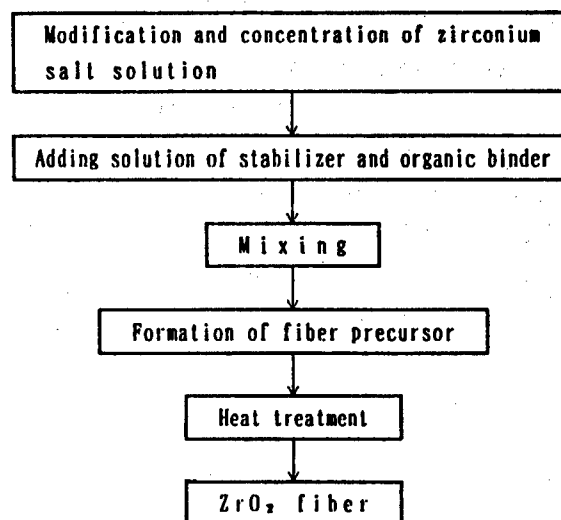 Modification and concentration of zirconium
salt solution
Adding solution of stabilizer and organic binder
Mixing
Formation of fiber precursor
Heat treatment
ZrO₂ fiber